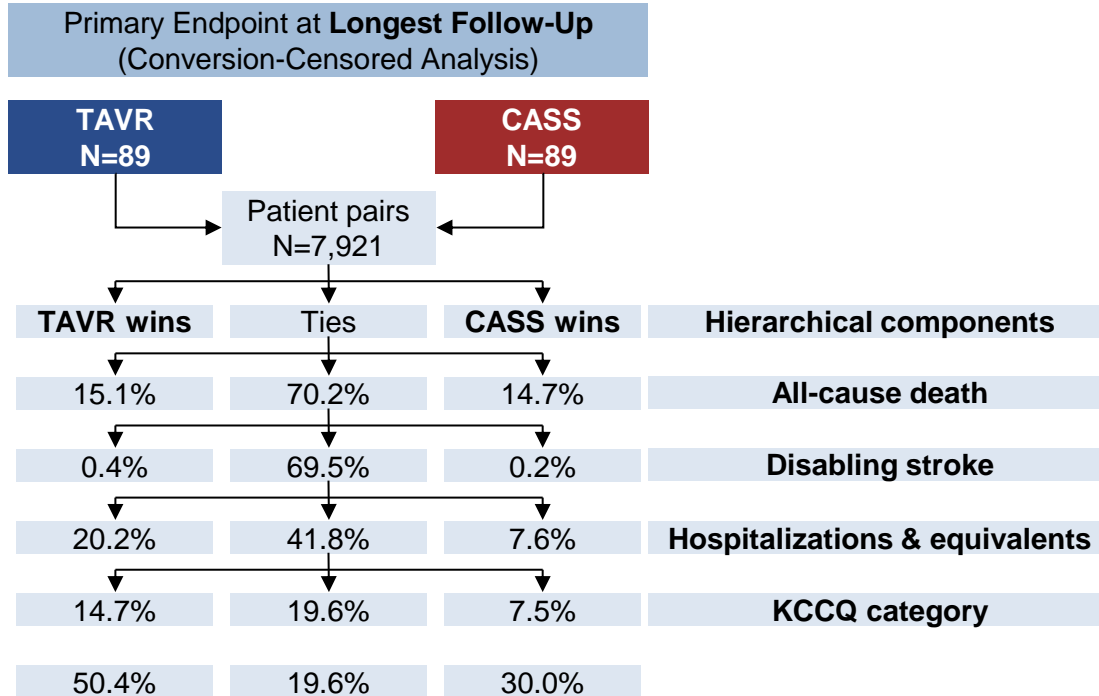 Primary Endpoint at Longest Follow-Up
(Conversion-Censored Analysis)
TAVR
N=89
CASS
N=89
Patient pairs
N=7,921
TAVR wins Ties CASS wins Hierarchical components
15.1% 70.2% 14.7% All-cause death
0.4% 69.5% 0.2% Disabling stroke
20.2% 41.8% 7.6% Hospitalizations & equivalents
14.7% 19.6% 7.5% KCCQ category
50.4% 19.6% 30.0%